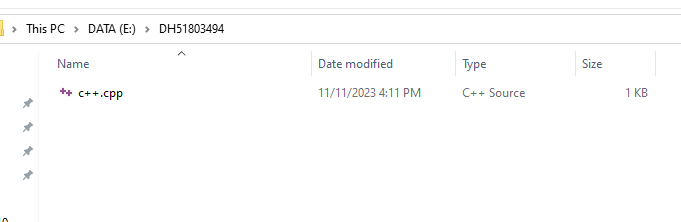 This PC > DATA (E:) > DH51803494
Name Date modified Type Size
c++.cpp 11/11/2023 4:11 PM C++ Source 1 KB